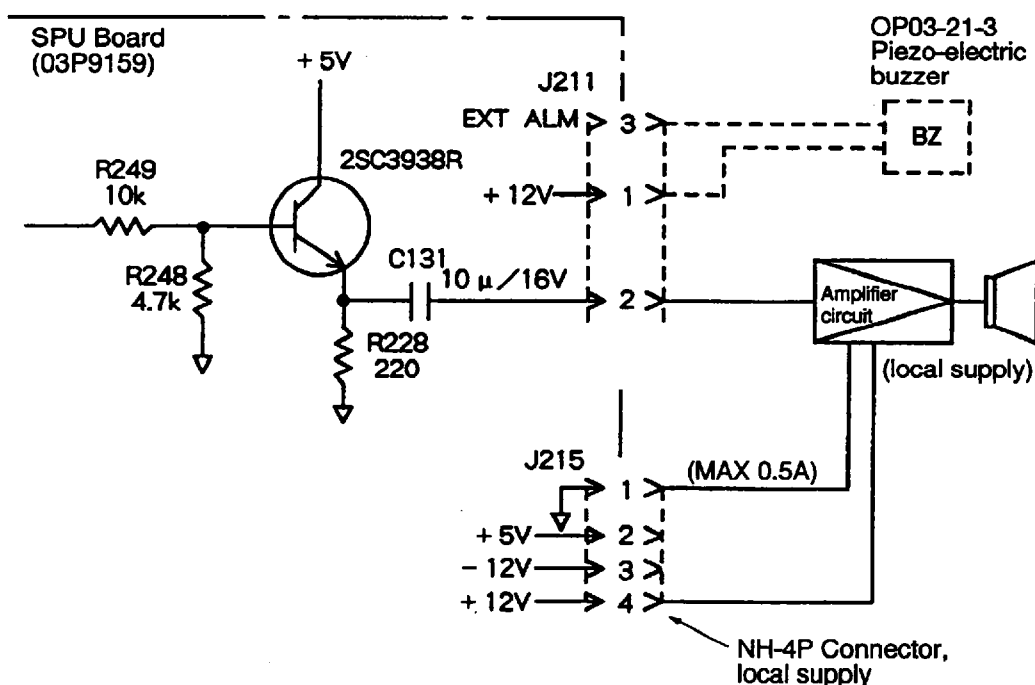 SPU Board
(03P9159)
+ 5V
OP03-21-3
Piezo-electric
buzzer
J211
EXT ALM
3
BZ
2SC3938R
R249
10k
+ 12V
1
R248
4.7k
C131
10 µ/16V
2
Amplifier
circuit
R228
220
(local supply)
J215
1
(MAX 0.5A)
+ 5V
2
- 12V
3
+ 12V
4
NH-4P Connector,
local supply